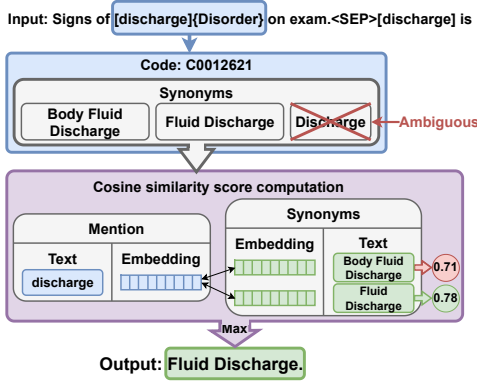 Input: Signs of [discharge]{Disorder} on exam.<SEP>[discharge] is
Code: C0012621
Synonyms
Body Fluid
Discharge
Fluid Discharge
Discharge
Ambiguous
Cosine similarity score computation
Mention
Text
Embedding
discharge
Synonyms
Embedding
Text
Body Fluid
Discharge
0.71
Fluid
Discharge
0.78
Max
Output: Fluid Discharge.